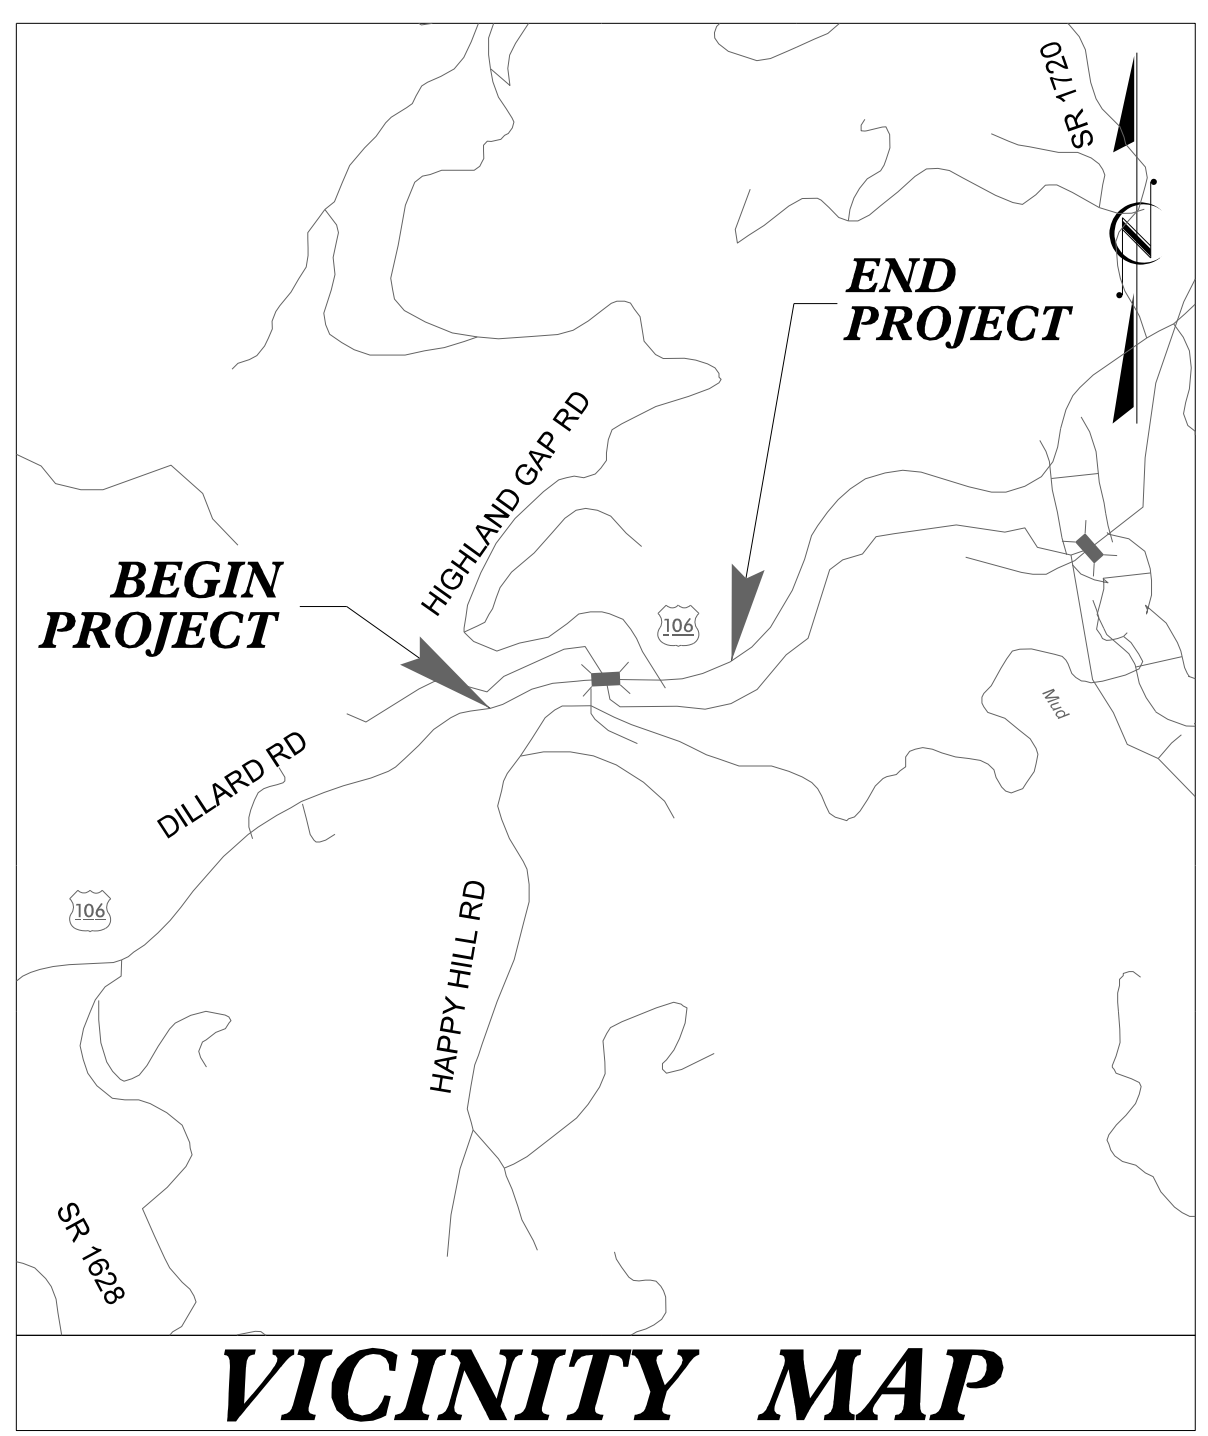 SR 1720
END
PROJECT
HIGHLAND GAP RD
BEGIN
PROJECT
106
Mud
DILLARD RD
106
HAPPY HILL RD
SR 1628
VICINITY MAP